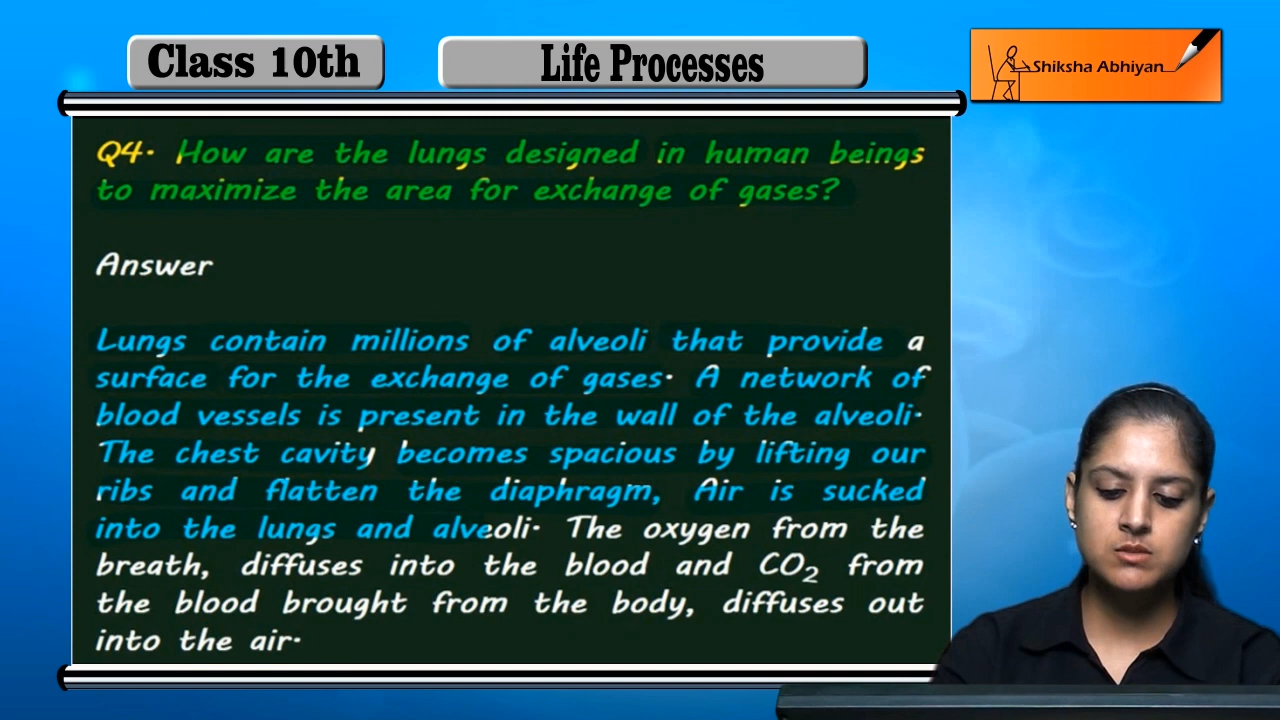 Class 10th
Life Processes
Shiksha Abhiyan
Q4. How are the lungs designed in human beings
to maximize the area for exchange of gases?
Answer
Lungs contain millions of alveoli that provide a
surface for the exchange of gases. A network of
blood vessels is present in the wall of the alveoli.
The chest cavity becomes spacious by lifting our
ribs and flatten the diaphragm, Air is sucked
into the lungs and alveoli. The oxygen from the
breath, diffuses into the blood and CO₂ from
the blood brought from the body, diffuses out
into the air.